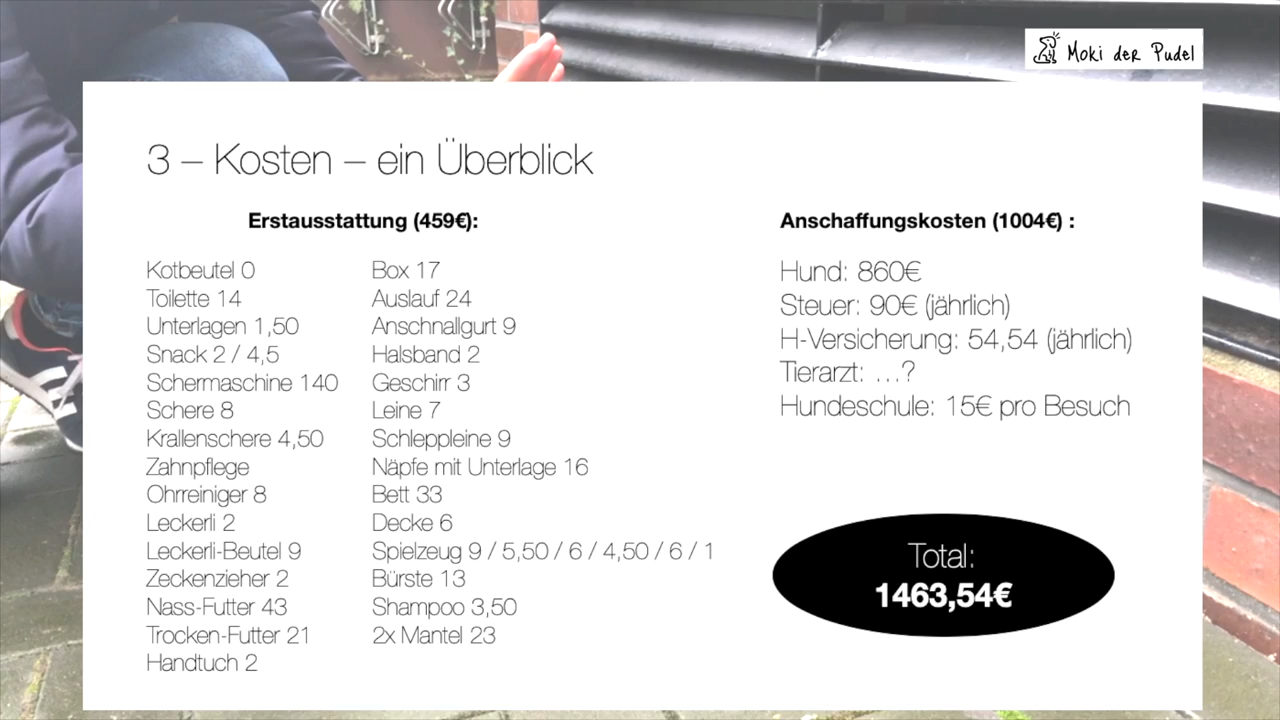 Moki der Pudel
3 – Kosten – ein Überblick
Erstausstattung (459€):
Kotbeutel 0
Toilette 14
Unterlagen 1,50
Snack 2 / 4,5
Schermaschine 140
Schere 8
Krallenschere 4,50
Zahnpflege
Ohrreiniger 8
Leckerli 2
Leckerli-Beutel 9
Zeckenzieher 2
Nass-Futter 43
Trocken-Futter 21
Handtuch 2
Box 17
Auslauf 24
Anschnallgurt 9
Halsband 2
Geschirr 3
Leine 7
Schleppleine 9
Näpfe mit Unterlage 16
Bett 33
Decke 6
Spielzeug 9 / 5,50 / 6 / 4,50 / 6 / 1
Bürste 13
Shampoo 3,50
2x Mantel 23
Anschaffungskosten (1004€) :
Hund: 860€
Steuer: 90€ (jährlich)
H-Versicherung: 54,54 (jährlich)
Tierarzt: …?
Hundeschule: 15€ pro Besuch
Total:
1463,54€